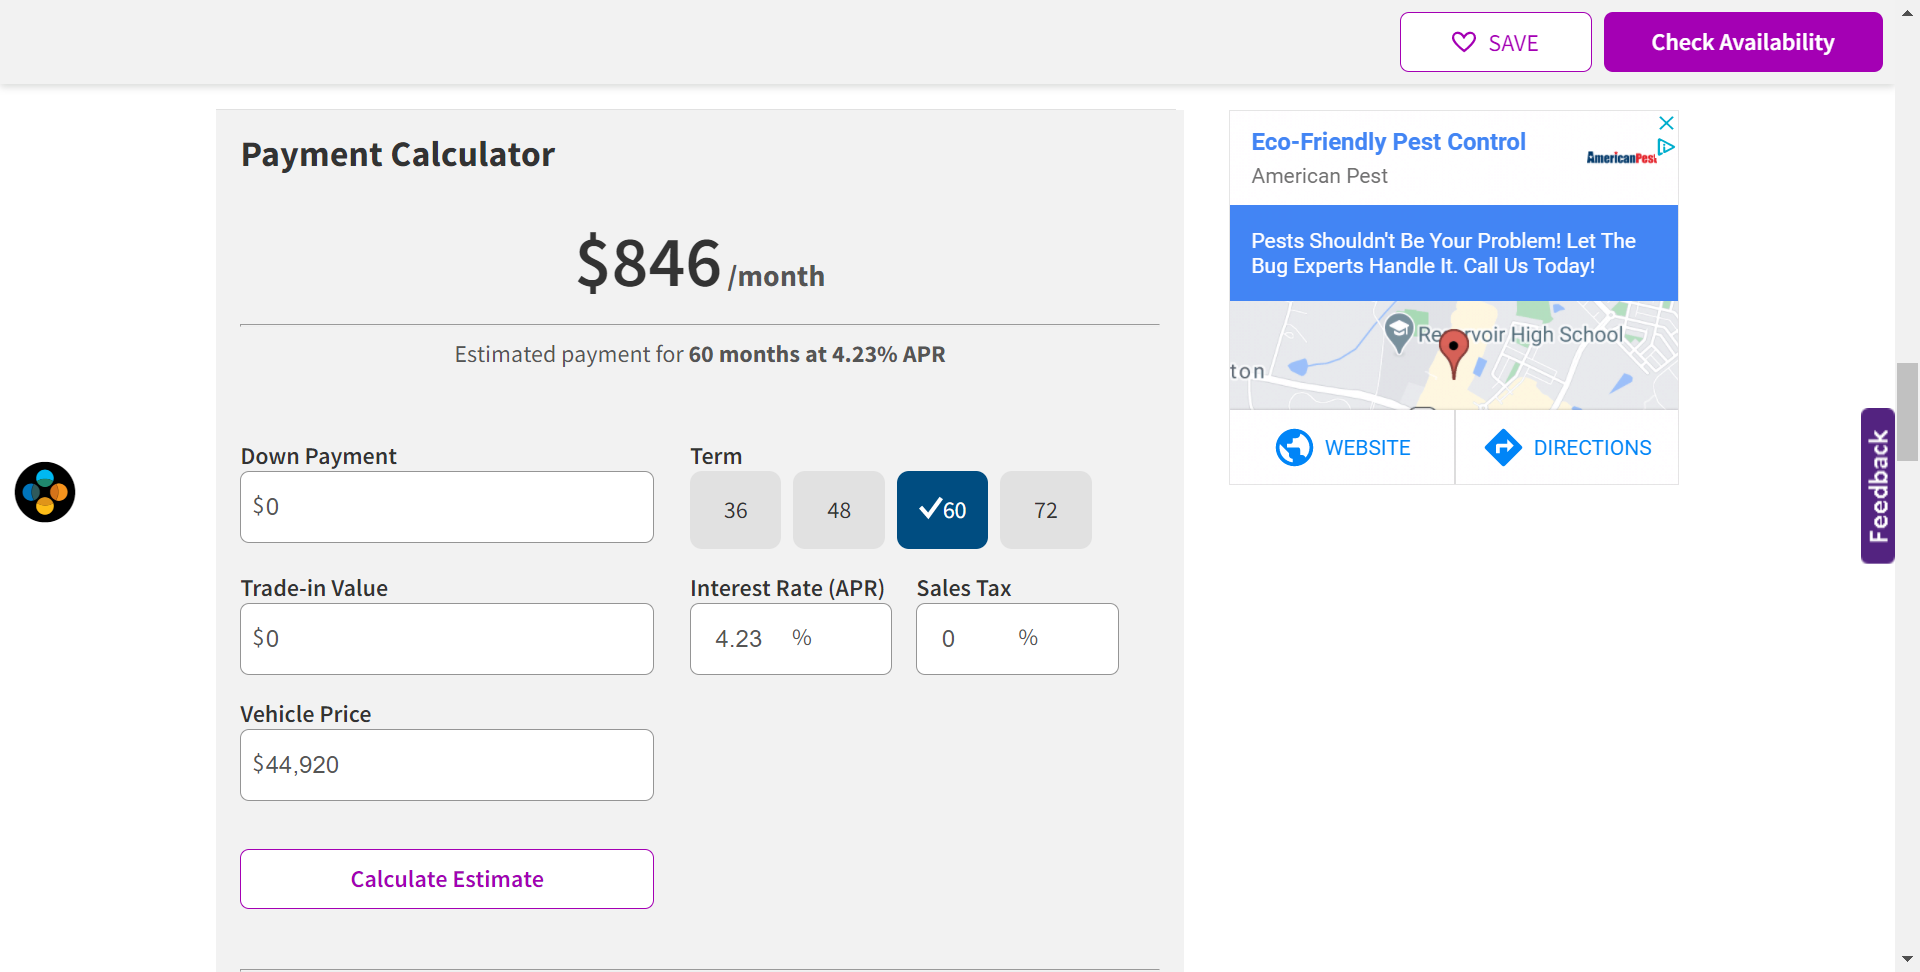 SAVE
Check Availability
Payment Calculator
$846 /month
Estimated payment for 60 months at 4.23% APR
Down Payment
$0
Term
36
48
60
72
Trade-in Value
$0
Interest Rate (APR)
4.23 %
Sales Tax
0 %
Vehicle Price
$44,920
Calculate Estimate
Eco-Friendly Pest Control
American Pest
AmericanPest
Pests Shouldn't Be Your Problem! Let The
Bug Experts Handle It. Call Us Today!
High School
ton
WEBSITE
DIRECTIONS
Feedback